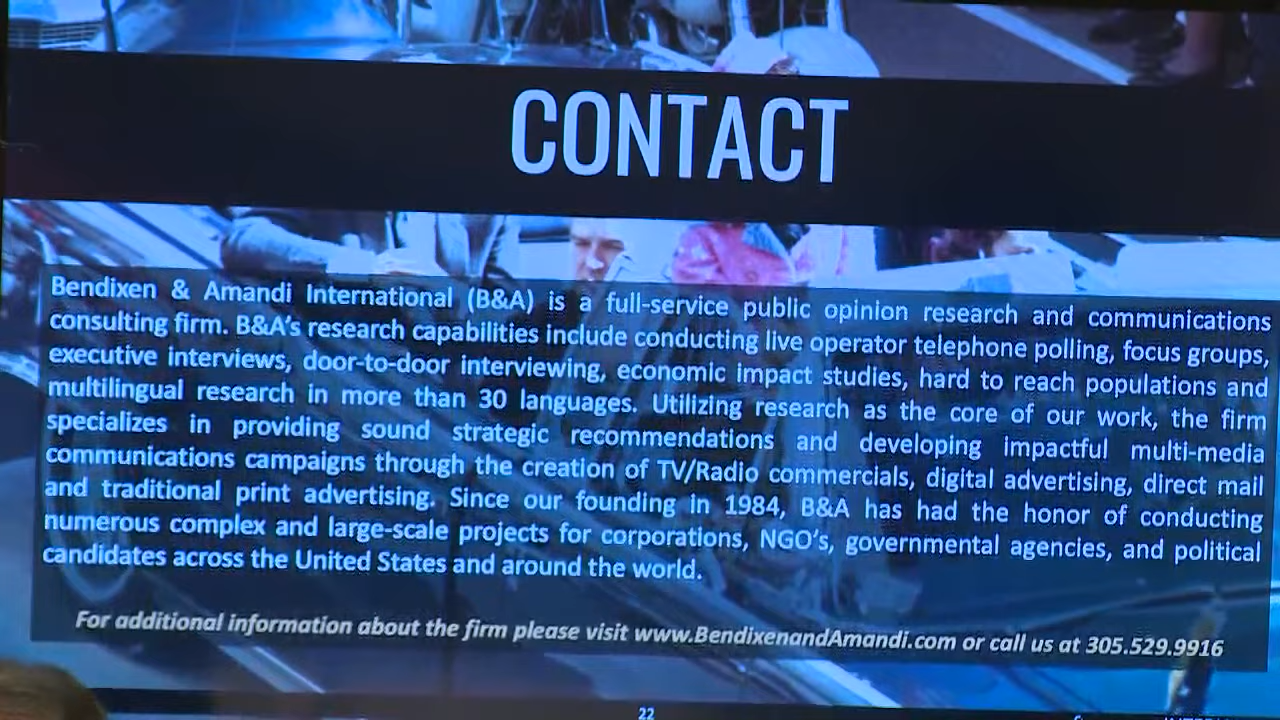 CONTACT
Bendixen & Amandi International (B&A) is a full-service public opinion research and communications
consulting firm. B&A's research capabilities include conducting live operator telephone polling, focus groups,
executive interviews, door-to-door interviewing, economic impact studies, hard to reach populations and
multilingual research in more than 30 languages. Utilizing research as the core of our work, the firm
specializes in providing sound strategic recommendations and developing impactful multi-media
communications campaigns through the creation of TV/Radio commercials, digital advertising, direct mail
and traditional print advertising. Since our founding in 1984, B&A has had the honor of conducting
numerous complex and large-scale projects for corporations, NGO's, governmental agencies, and political
candidates across the United States and around the world.
For additional information about the firm please visit www.BendixenandAmandi.com or call us at 305.529.9916
22